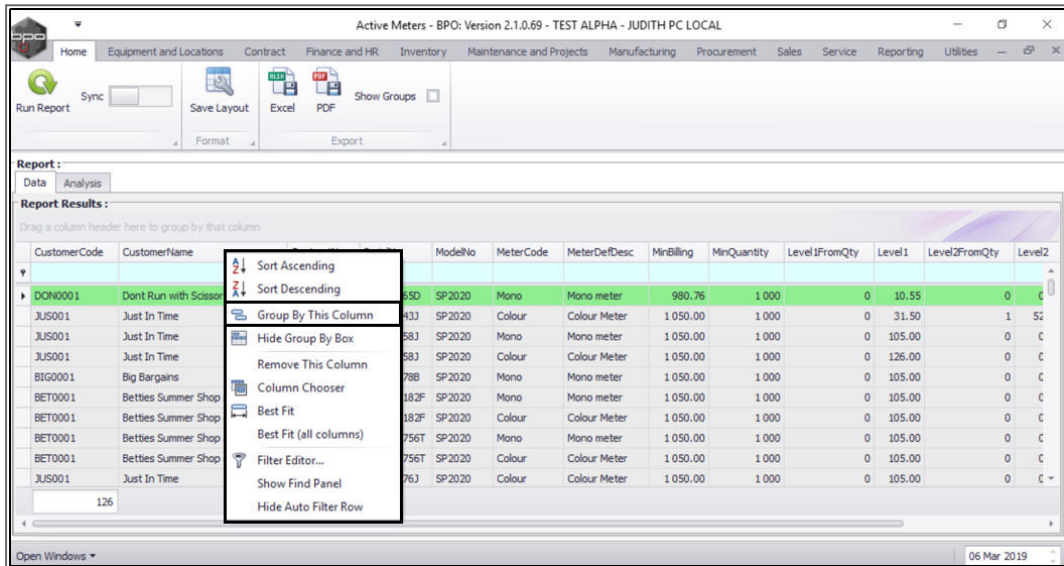 bpo
Active Meters - BPO: Version 2.1.0.69 - TEST ALPHA - JUDITH PC LOCAL
Home Equipment and Locations Contract Finance and HR Inventory Maintenance and Projects Manufacturing Procurement Sales Service Reporting Utilities
Run Report Sync Save Layout XLSX Excel PDF PDF Show Groups
Format Export
Report :
Data Analysis
Report Results :
Drag a column header here to group by that column
CustomerCode CustomerName ModelNo MeterCode MeterDefDesc MinBilling MinQuantity Level1FromQty Level1 Level2FromQty Level2
DON0001 Dont Run with Scissor 65D SP2020 Mono Mono meter 980.76 1 000 0 10.55 0
JUS001 Just In Time 43J SP2020 Colour Colour Meter 1 050.00 1 000 0 31.50 1 52
JUS001 Just In Time 58J SP2020 Mono Mono meter 1 050.00 1 000 0 105.00 0
JUS001 Just In Time 58J SP2020 Colour Colour Meter 1 050.00 1 000 0 126.00 0
BIG0001 Big Bargains 78B SP2020 Mono Mono meter 1 050.00 1 000 0 105.00 0
BET0001 Betties Summer Shop 182F SP2020 Mono Mono meter 1 050.00 1 000 0 105.00 0
BET0001 Betties Summer Shop 182F SP2020 Colour Colour Meter 1 050.00 1 000 0 105.00 0
BET0001 Betties Summer Shop 756T SP2020 Mono Mono meter 1 050.00 1 000 0 105.00 0
BET0001 Betties Summer Shop 756T SP2020 Colour Colour Meter 1 050.00 1 000 0 105.00 0
JUS001 Just In Time 76J SP2020 Colour Colour Meter 1 050.00 1 000 0 105.00 0
126
Sort Ascending
Sort Descending
Group By This Column
Hide Group By Box
Remove This Column
Column Chooser
Best Fit
Best Fit (all columns)
Filter Editor...
Show Find Panel
Hide Auto Filter Row
Open Windows
06 Mar 2019